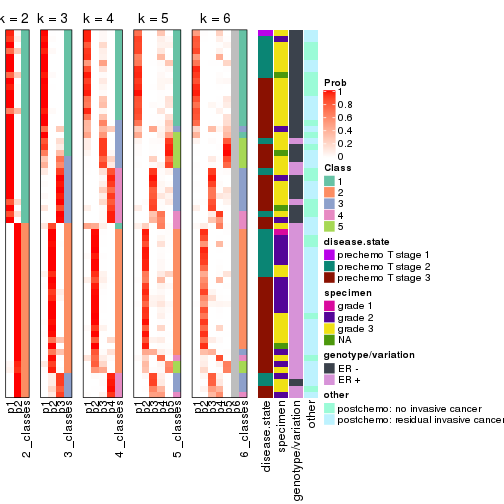 k = 2 k = 3 k = 4 k = 5 k = 6
Prob
1
0.8
0.6
0.4
0.2
0
Class
1
2
3
4
5
disease.state
prechemo T stage 1
prechemo T stage 2
prechemo T stage 3
specimen
grade 1
grade 2
grade 3
NA
genotype/variation
ER -
ER +
other
postchemo: no invasive cancer
postchemo: residual invasive cancer
p1 p2 2_classes
p1 p2 p3 3_classes
p1 p2 p3 p4 4_classes
p1 p2 p3 p4 p5 5_classes
p1 p2 p3 p4 p5 p6 6_classes
disease.state
specimen
genotype/variation
other